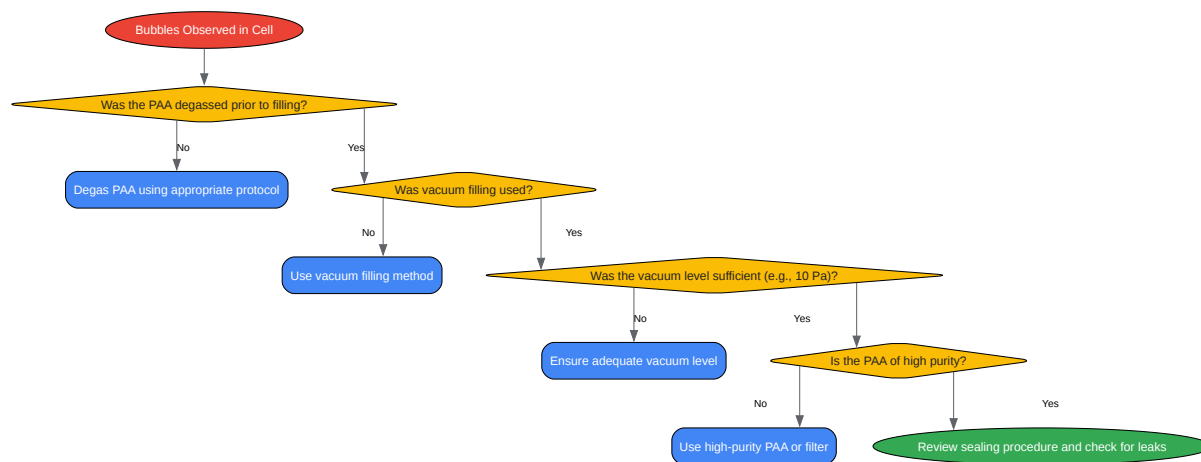 Bubbles Observed in Cell
Was the PAA degassed prior to filling?
No
Yes
Degas PAA using appropriate protocol
Was vacuum filling used?
No
Yes
Use vacuum filling method
Was the vacuum level sufficient (e.g., 10 Pa)?
No
Yes
Ensure adequate vacuum level
Is the PAA of high purity?
No
Yes
Use high-purity PAA or filter
Review sealing procedure and check for leaks